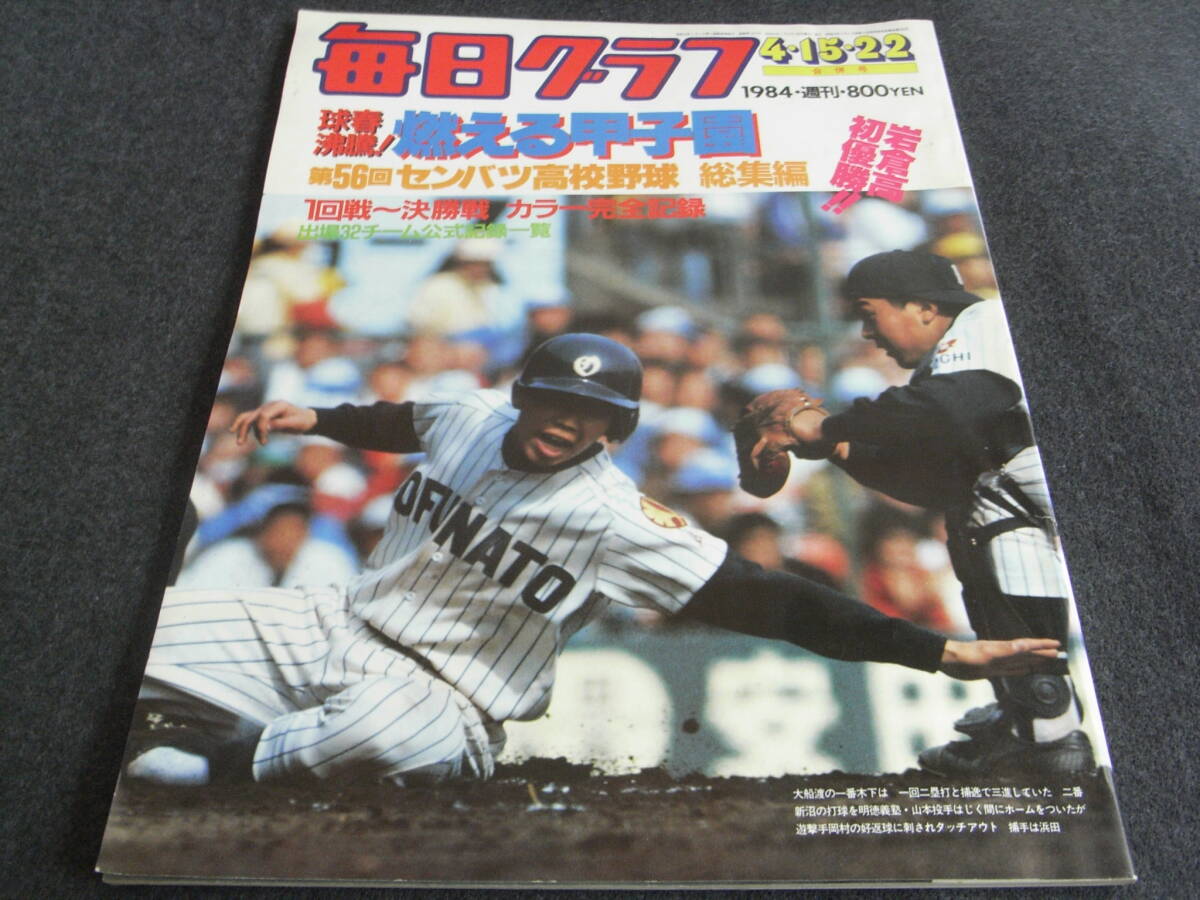 毎日グラフ
4・15・22
合併号
1984・週刊・800YEN
球春
沸騰!
燃える甲子園
岩倉高
初優勝!!
第56回センバツ高校野球 総集編
1回戦～決勝戦 カラー完全記録
出場32チーム公式記録一覧
OCHI
OFUNATO
大船渡の一番木下は 一回二塁打と捕逸で三進していた 二番
新沼の打球を明徳義塾・山本投手はじく間にホームをついたが
遊撃手岡村の好返球に刺されタッチアウト 捕手は浜田